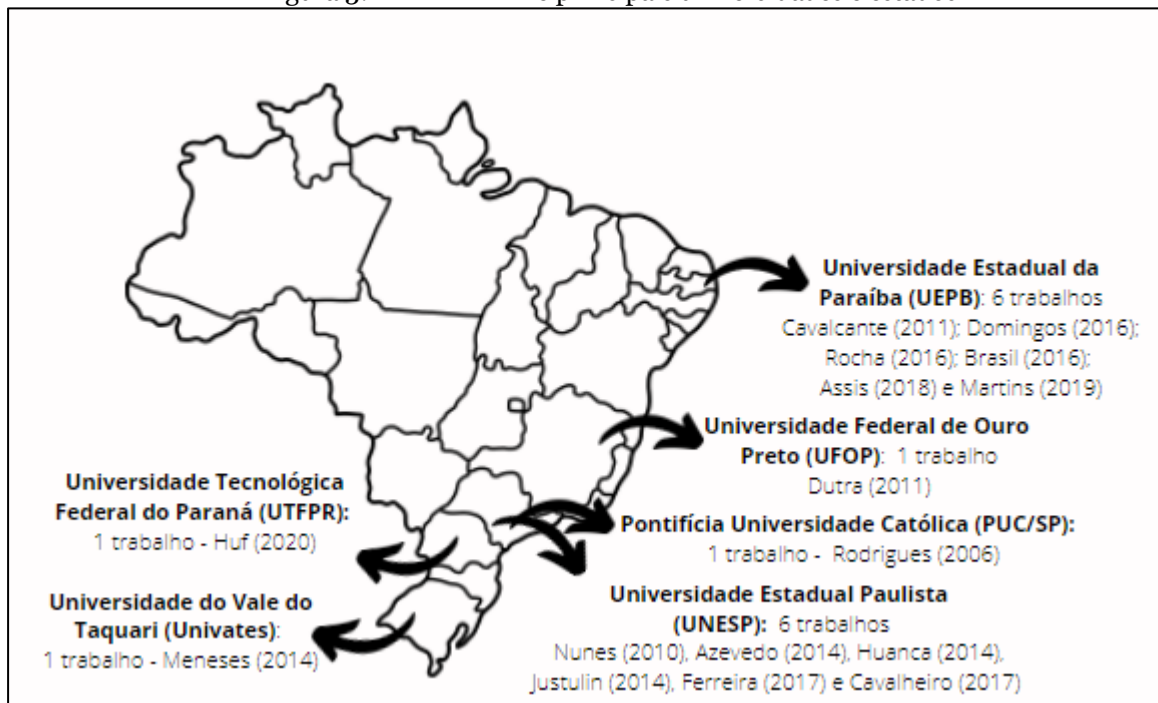 Universidade Estadual da
Paraíba (UEPB): 6 trabalhos
Cavalcante (2011); Domingos (2016);
Rocha (2016); Brasil (2016);
Assis (2018) e Martins (2019)
Universidade Federal de Ouro
Preto (UFOP): 1 trabalho
Dutra (2011)
Universidade Tecnológica
Federal do Paraná (UTFPR):
1 trabalho - Huf (2020)
Pontifícia Universidade Católica (PUC/SP):
1 trabalho - Rodrigues (2006)
Universidade do Vale do
Taquari (Univates):
1 trabalho - Meneses (2014)
Universidade Estadual Paulista
(UNESP): 6 trabalhos
Nunes (2010), Azevedo (2014), Huanca (2014),
Justulin (2014), Ferreira (2017) e Cavalheiro (2017)